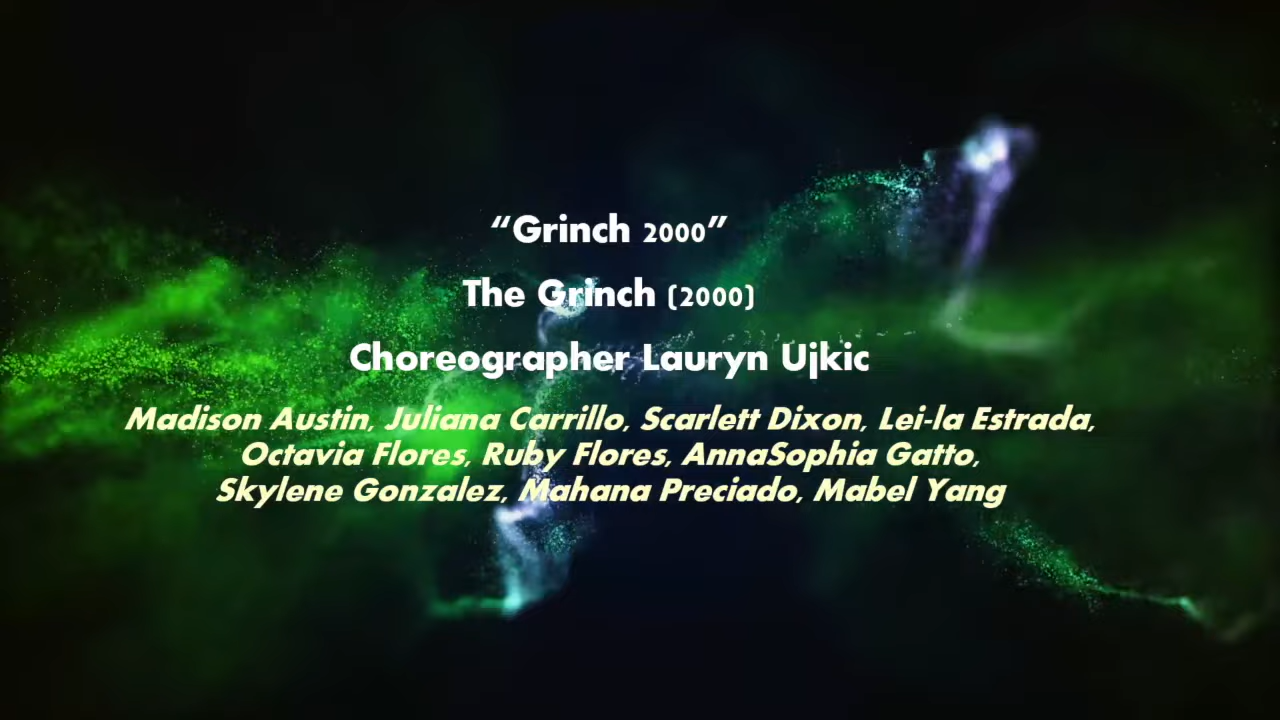 “Grinch 2000”
The Grinch (2000)
Choreographer Lauryn Ujkic
Madison Austin, Juliana Carrillo, Scarlett Dixon, Lei-la Estrada,
Octavia Flores, Ruby Flores, AnnaSophia Gatto,
Skylene Gonzalez, Mahana Preciado, Mabel Yang